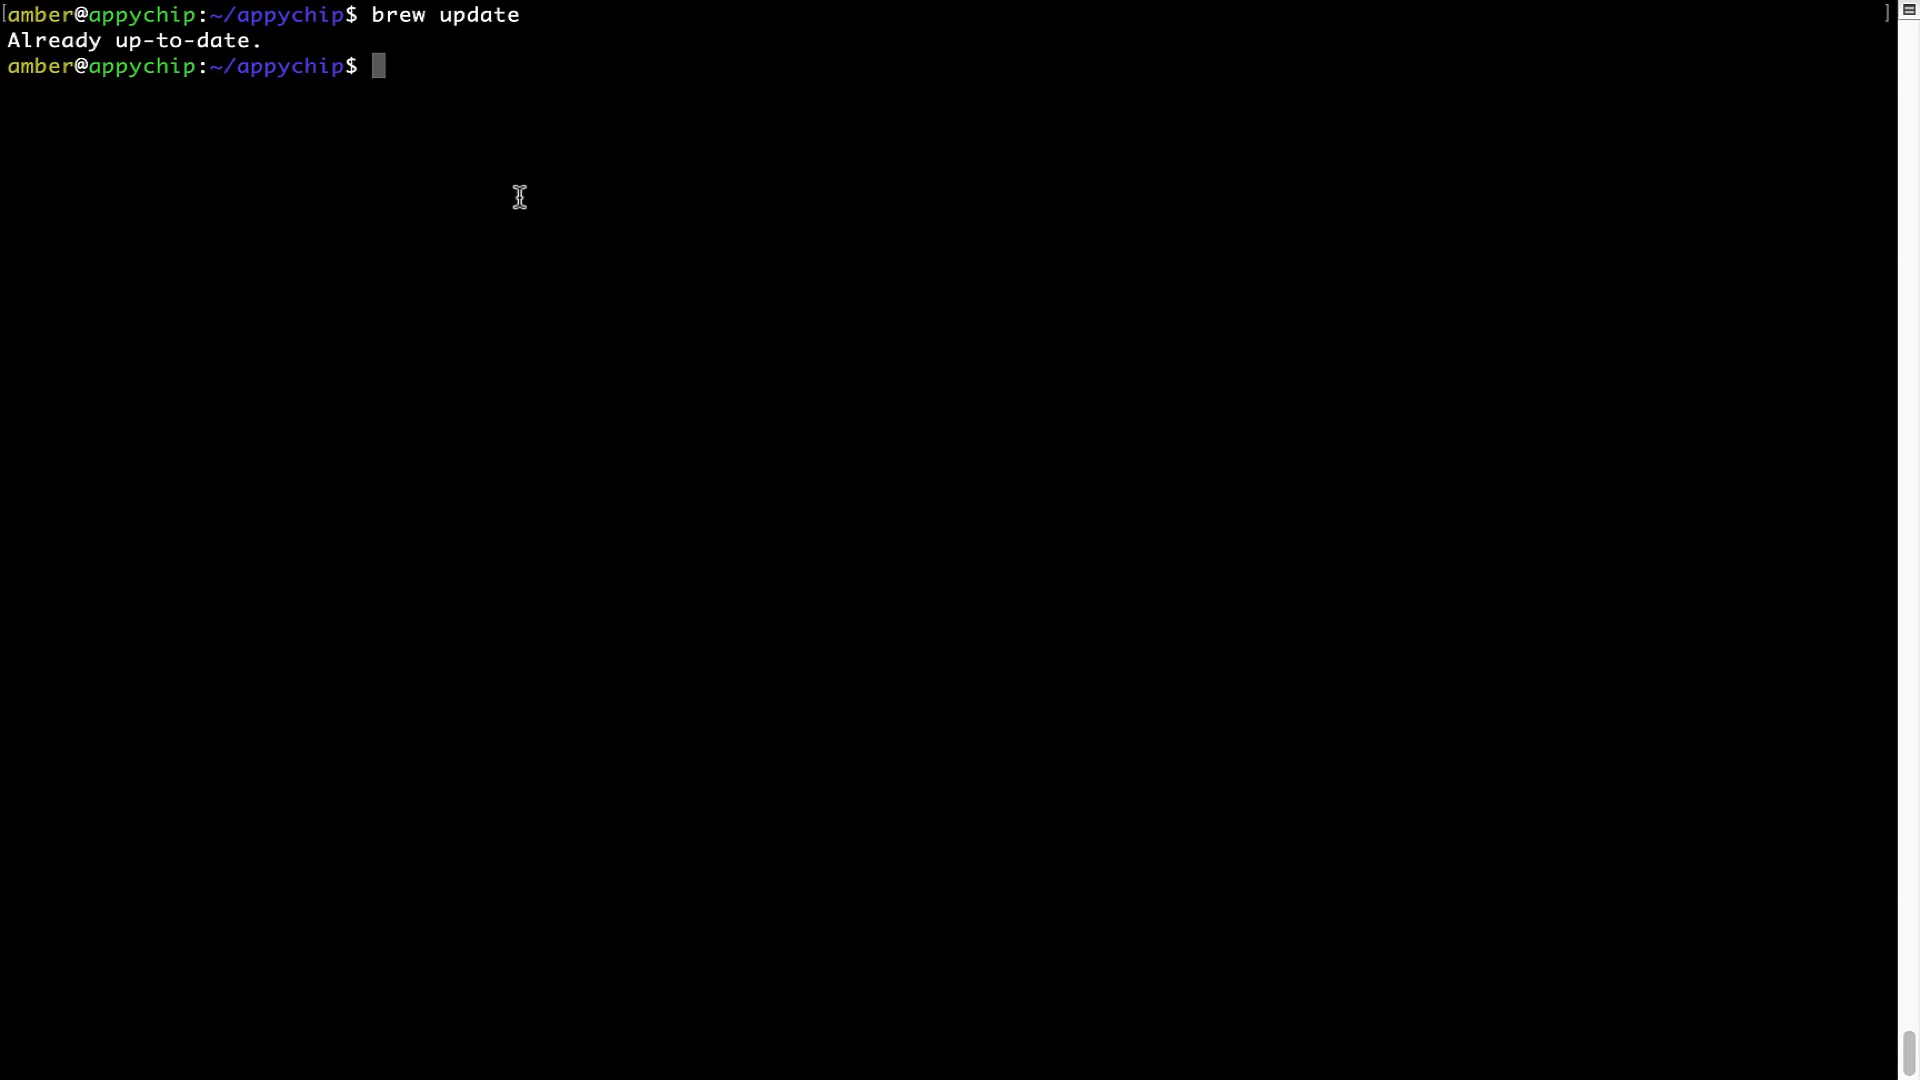 [amber@appychip:~/appychip$ brew update ]
Already up-to-date.
amber@appychip:~/appychip$